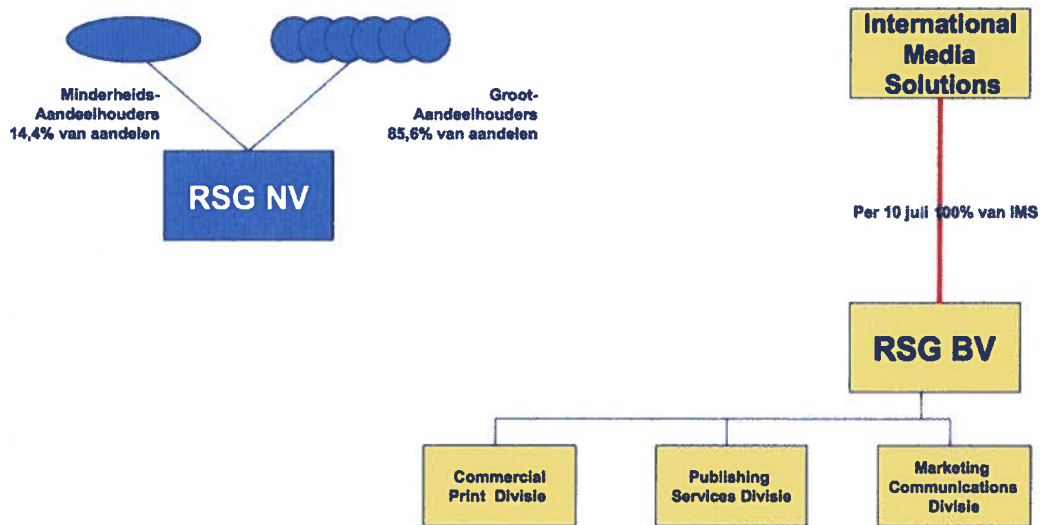 International
Media
Solutions
Minderheids-
Aandeelhouders
14,4% van aandelen
Groot-
Aandeelhouders
85,6% van aandelen
RSG NV
Per 10 juli 100% van IMS
RSG BV
Commercial
Print Divisie
Publishing
Services Divisie
Marketing
Communications
Divisie